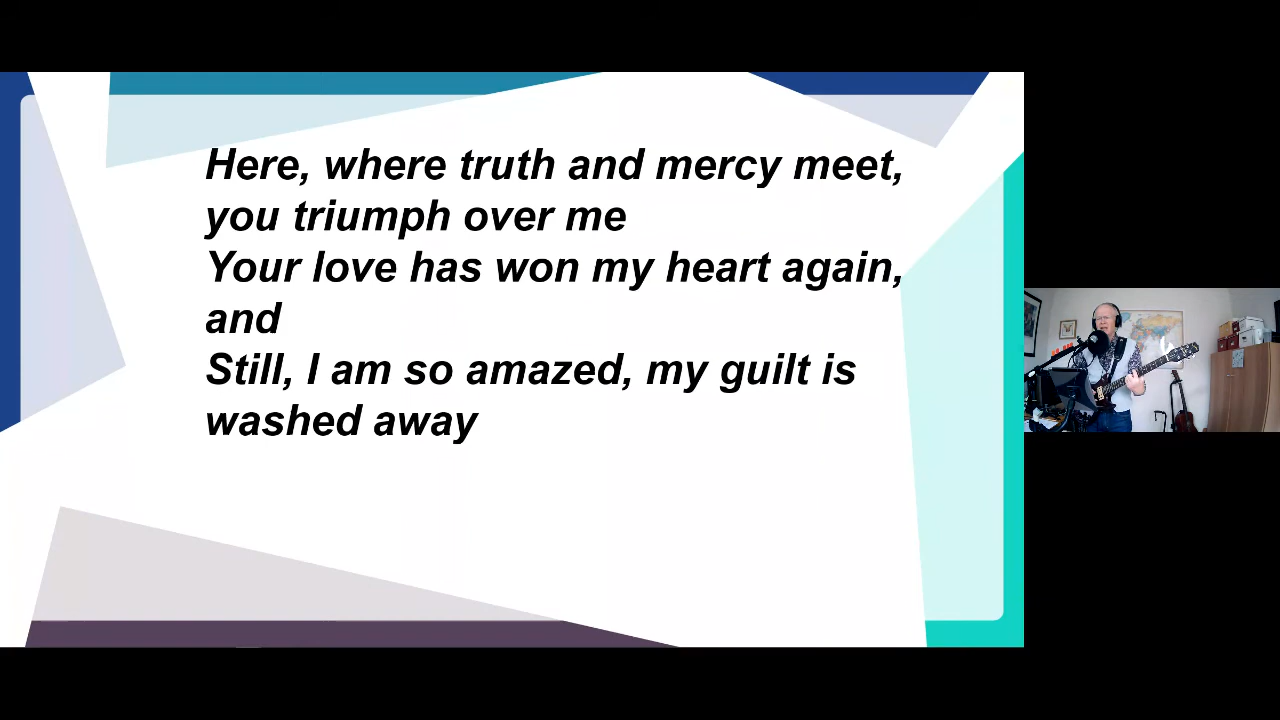 Here, where truth and mercy meet,
you triumph over me
Your love has won my heart again,
and
Still, I am so amazed, my guilt is
washed away